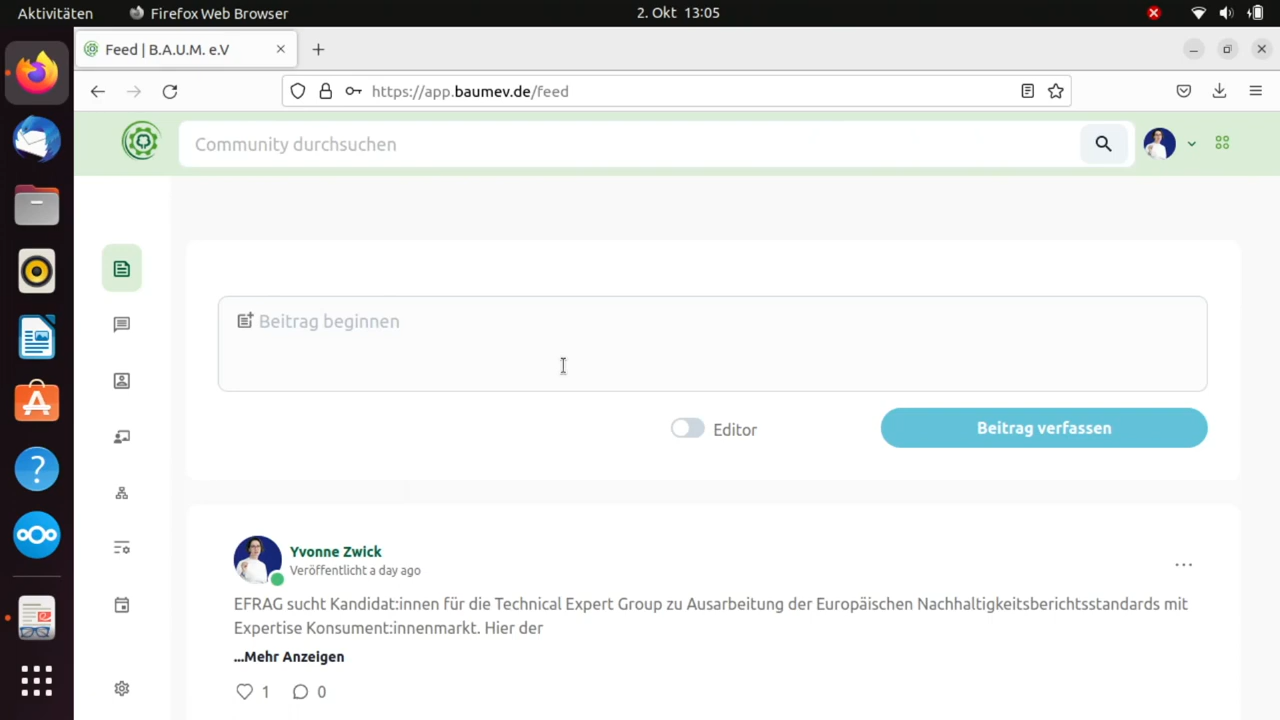 Aktivitäten
Firefox Web Browser
2. Okt 13:05
Feed | B.A.U.M. e.V
https://app.baumev.de/feed
Community durchsuchen
Beitrag beginnen
Editor
Beitrag verfassen
Yvonne Zwick
Veröffentlicht a day ago
EFRAG sucht Kandidat:innen für die Technical Expert Group zu Ausarbeitung der Europäischen Nachhaltigkeitsberichtsstandards mit
Expertise Konsument:innenmarkt. Hier der
...Mehr Anzeigen
1
0